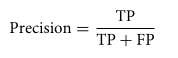 Precision = TP / (TP + FP)